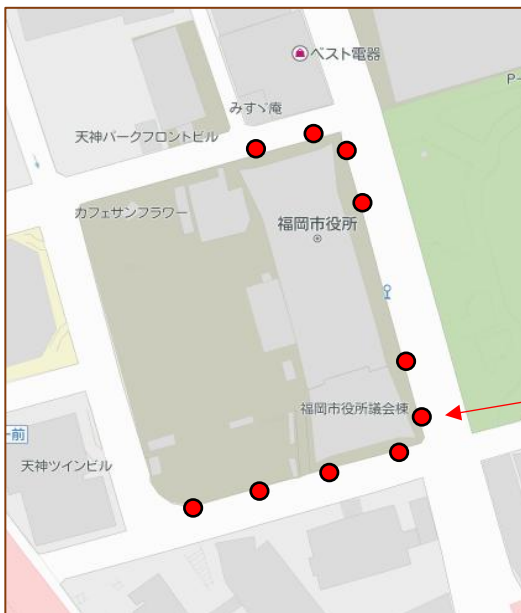 ベスト電器
P-
みすゞ庵
天神パークフロントビル
カフェサンフラワー
福岡市役所
福岡市役所議会棟
前
天神ツインビル